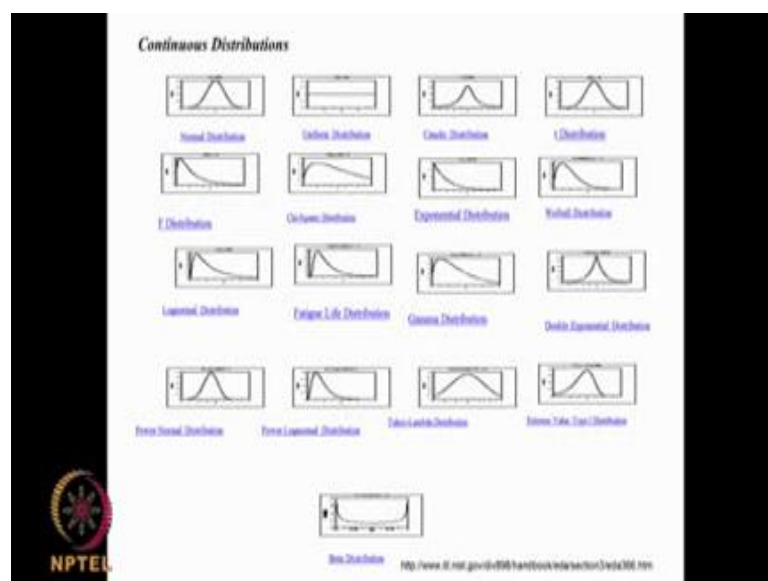 Continuous Distributions
Normal Distribution
Uniform Distribution
Cauchy Distribution
t Distribution
F Distribution
Chi-Square Distribution
Exponential Distribution
Weibull Distribution
Lognormal Distribution
Fatigue Life Distribution
Gamma Distribution
Double Exponential Distribution
Power Normal Distribution
Power Lognormal Distribution
Tukey-Lambda Distribution
Extreme Value Type I Distribution
Beta Distribution
NPTEL